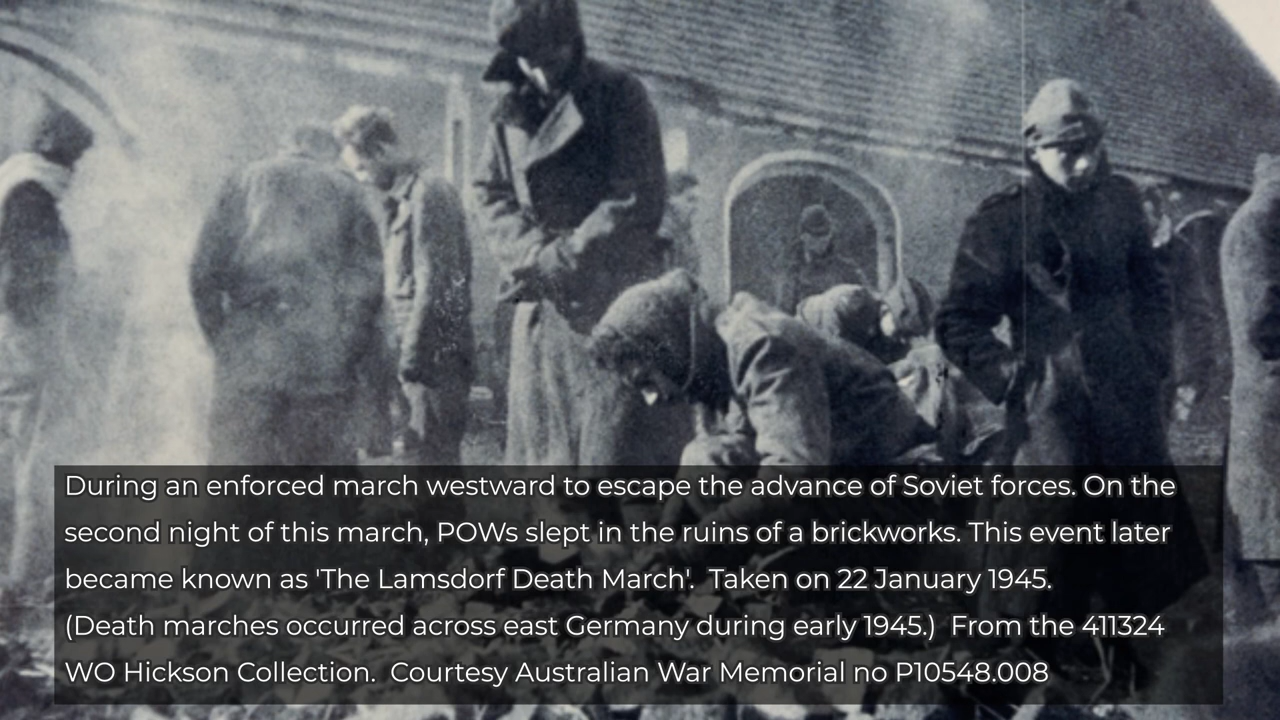 During an enforced march westward to escape the advance of Soviet forces. On the
second night of this march, POWs slept in the ruins of a brickworks. This event later
became known as 'The Lamsdorf Death March'.  Taken on 22 January 1945.
(Death marches occurred across east Germany during early 1945.)  From the 411324
WO Hickson Collection.  Courtesy Australian War Memorial no P10548.008